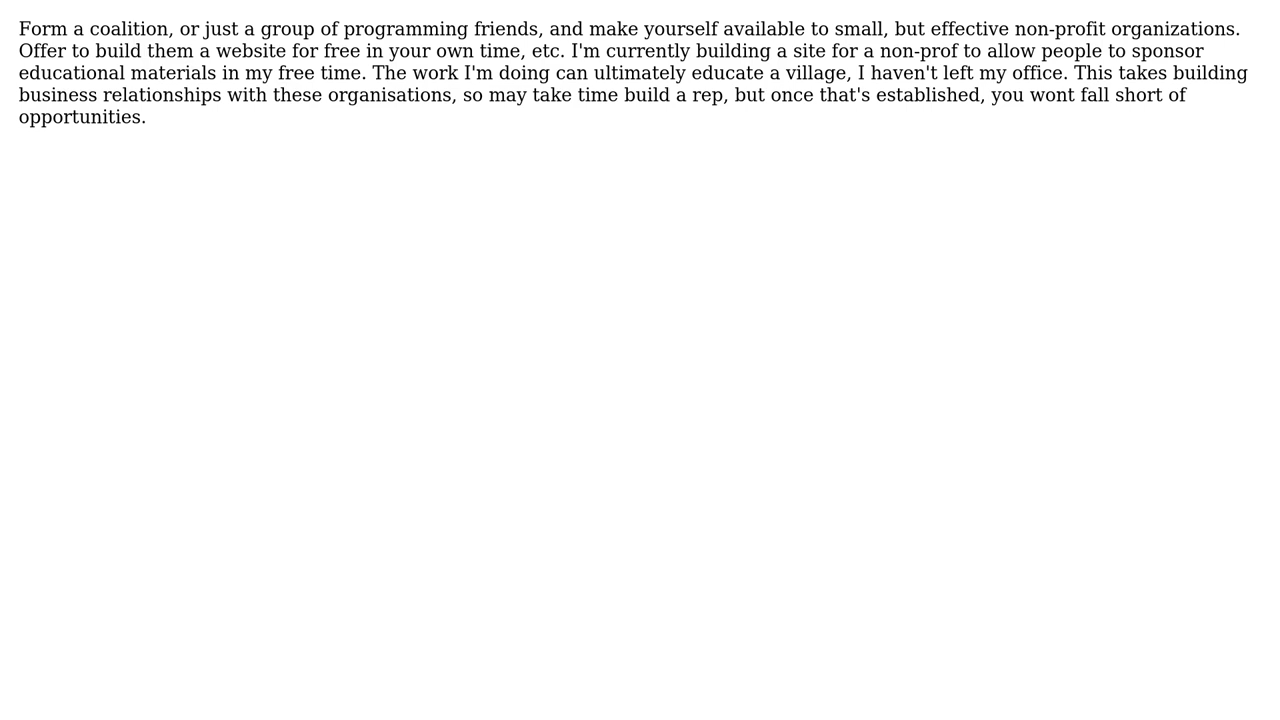 Form a coalition, or just a group of programming friends, and make yourself available to small, but effective non-profit organizations.
Offer to build them a website for free in your own time, etc. I'm currently building a site for a non-prof to allow people to sponsor
educational materials in my free time. The work I'm doing can ultimately educate a village, I haven't left my office. This takes building
business relationships with these organisations, so may take time build a rep, but once that's established, you wont fall short of
opportunities.